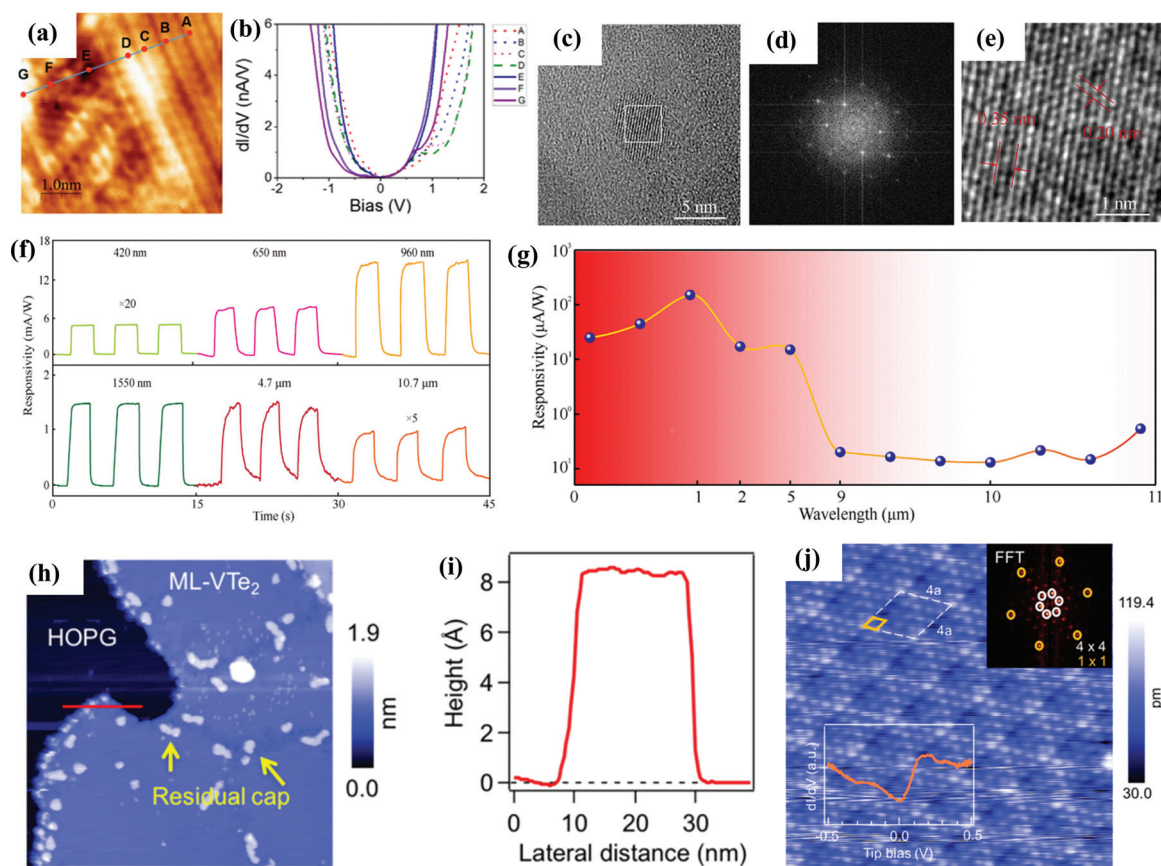 (a)
A
B
C
D
E
F
G
1.0nm
(b)
dI/dV (nA/V)
6
4
2
0
-2
-1
0
1
2
Bias (V)
A
B
C
D
E
F
G
(c)
5 nm
(d)
(e)
0.35 nm
0.20 nm
1 nm
(f)
Responsivity (mA/W)
18
12
6
0
420 nm
650 nm
960 nm
×20
2
1
0
1550 nm
4.7 μm
10.7 μm
×5
0
15
30
45
Time (s)
(g)
Responsivity (μA/W)
10³
10²
10¹
10⁰
10¹
0
1
2
5
9
10
11
Wavelength (μm)
(h)
ML-VTe₂
HOPG
Residual cap
1.9
nm
0.0
(i)
Height (Å)
8
6
4
2
0
0
10
20
30
Lateral distance (nm)
(j)
4a
4a
FFT
4 x 4
1 x 1
119.4
pm
30.0
dI/dV (a.u.)
-0.5
0.0
0.5
Tip bias (V)